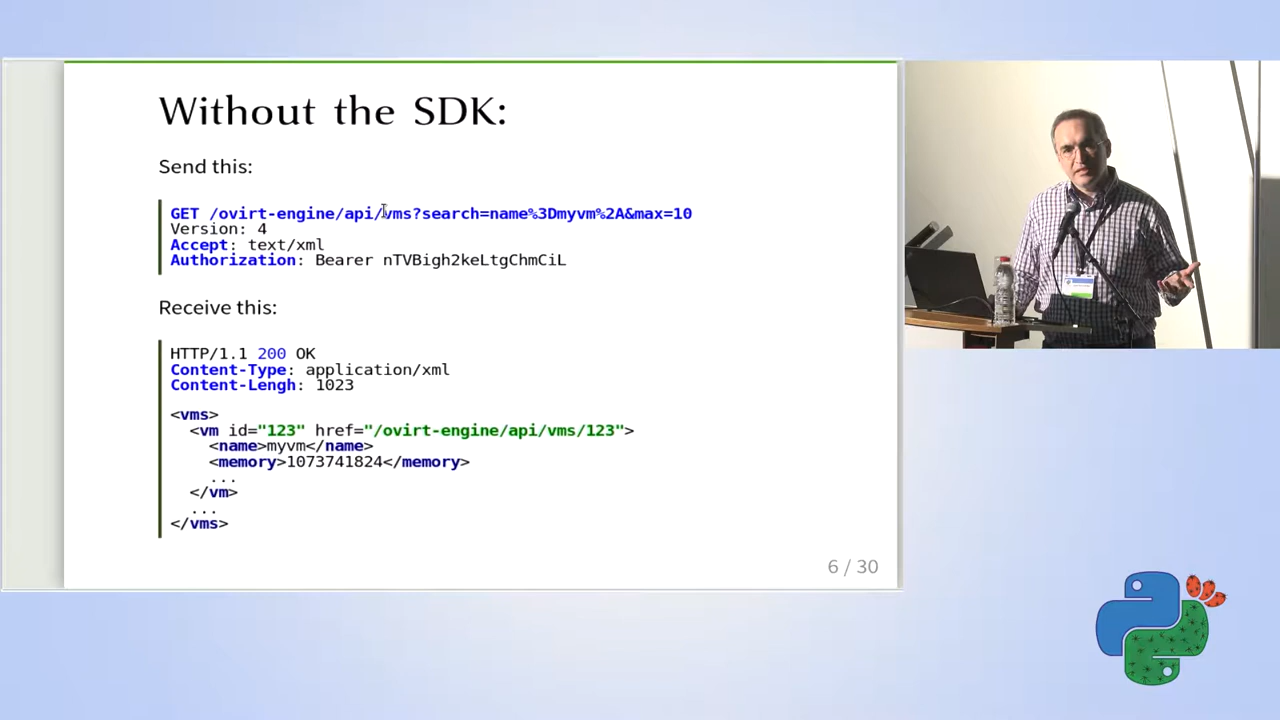 Without the SDK:
Send this:
GET /ovirt-engine/api/vms?search=name%3Dmyvm%2A&max=10
Version: 4
Accept: text/xml
Authorization: Bearer nTVBigh2keLtgChmCiL
Receive this:
HTTP/1.1 200 OK
Content-Type: application/xml
Content-Lengh: 1023
<vms>
<vm id="123" href="/ovirt-engine/api/vms/123">
<name>myvm</name>
<memory>1073741824</memory>
...
</vm>
...
</vms>
6 / 30